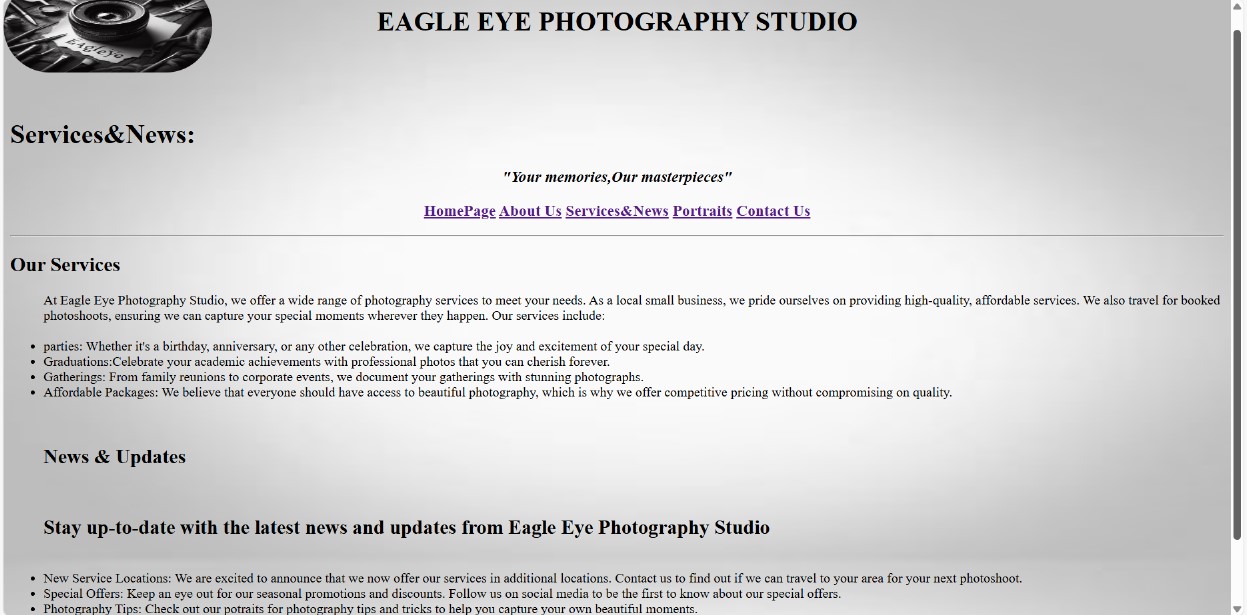 EAGLE EYE PHOTOGRAPHY STUDIO
Eagleye
Services&News:
"Your memories,Our masterpieces"
HomePage About Us Services&News Portraits Contact Us
Our Services
At Eagle Eye Photography Studio, we offer a wide range of photography services to meet your needs. As a local small business, we pride ourselves on providing high-quality, affordable services. We also travel for booked
photoshoots, ensuring we can capture your special moments wherever they happen. Our services include:
• parties: Whether it's a birthday, anniversary, or any other celebration, we capture the joy and excitement of your special day.
• Graduations:Celebrate your academic achievements with professional photos that you can cherish forever.
• Gatherings: From family reunions to corporate events, we document your gatherings with stunning photographs.
• Affordable Packages: We believe that everyone should have access to beautiful photography, which is why we offer competitive pricing without compromising on quality.
News & Updates
Stay up-to-date with the latest news and updates from Eagle Eye Photography Studio
• New Service Locations: We are excited to announce that we now offer our services in additional locations. Contact us to find out if we can travel to your area for your next photoshoot.
• Special Offers: Keep an eye out for our seasonal promotions and discounts. Follow us on social media to be the first to know about our special offers.
• Photography Tips: Check out our potraits for photography tips and tricks to help you capture your own beautiful moments.